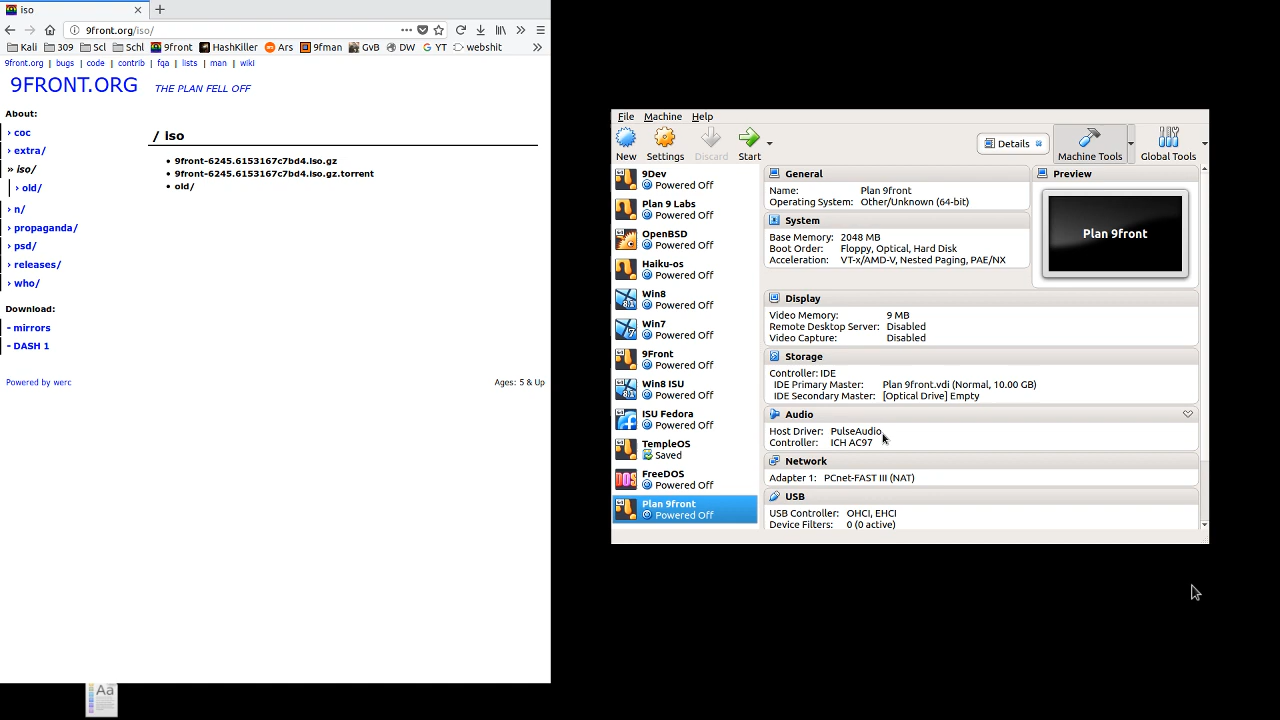 iso
9front.org/iso/
Kali 309 Scl Schl 9front HashKiller Ars 9fman GvB DW YT webshit
9front.org | bugs | code | contrib | fqa | lists | man | wiki
9FRONT.ORG THE PLAN FELL OFF
About:
› coc
› extra/
» iso/
› old/
› n/
› propaganda/
› psd/
› releases/
› who/
Download:
- mirrors
- DASH 1
/ iso
• 9front-6245.6153167c7bd4.iso.gz
• 9front-6245.6153167c7bd4.iso.gz.torrent
• old/
Powered by werc
Ages: 5 & Up
Aa
File Machine Help
New Settings Discard Start
Details
Machine Tools
Global Tools
9Dev
Powered Off
Plan 9 Labs
Powered Off
OpenBSD
Powered Off
Haiku-os
Powered Off
Win8
Powered Off
Win7
Powered Off
9Front
Powered Off
Win8 ISU
Powered Off
ISU Fedora
Powered Off
TempleOS
Saved
FreeDOS
Powered Off
Plan 9front
Powered Off
General
Name: Plan 9front
Operating System: Other/Unknown (64-bit)
System
Base Memory: 2048 MB
Boot Order: Floppy, Optical, Hard Disk
Acceleration: VT-x/AMD-V, Nested Paging, PAE/NX
Preview
Plan 9front
Display
Video Memory: 9 MB
Remote Desktop Server: Disabled
Video Capture: Disabled
Storage
Controller: IDE
IDE Primary Master: Plan 9front.vdi (Normal, 10.00 GB)
IDE Secondary Master: [Optical Drive] Empty
Audio
Host Driver: PulseAudio
Controller: ICH AC97
Network
Adapter 1: PCnet-FAST III (NAT)
USB
USB Controller: OHCI, EHCI
Device Filters: 0 (0 active)